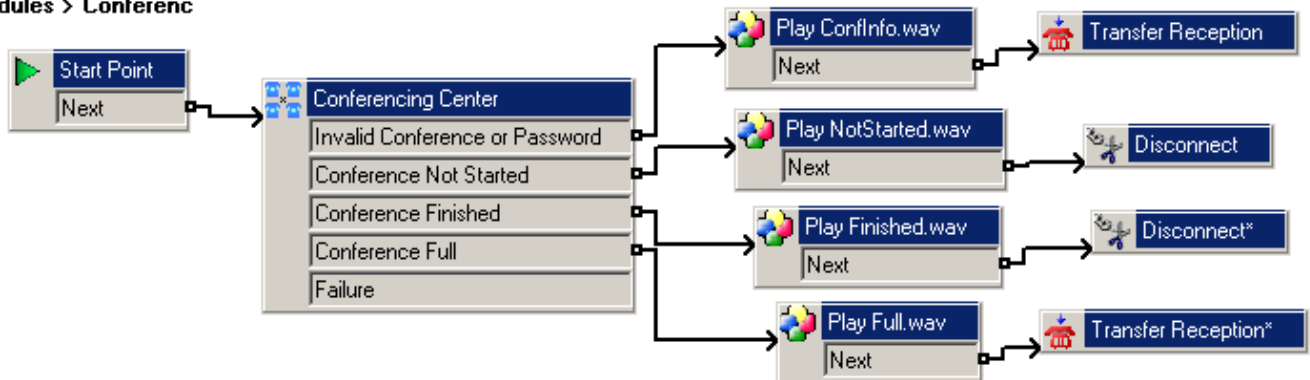 dules > Conferenc
Start Point
Next
Conferencing Center
Invalid Conference or Password
Conference Not Started
Conference Finished
Conference Full
Failure
Play ConfInfo.wav
Next
Transfer Reception
Play NotStarted.wav
Next
Disconnect
Play Finished.wav
Next
Disconnect*
Play Full.wav
Next
Transfer Reception*